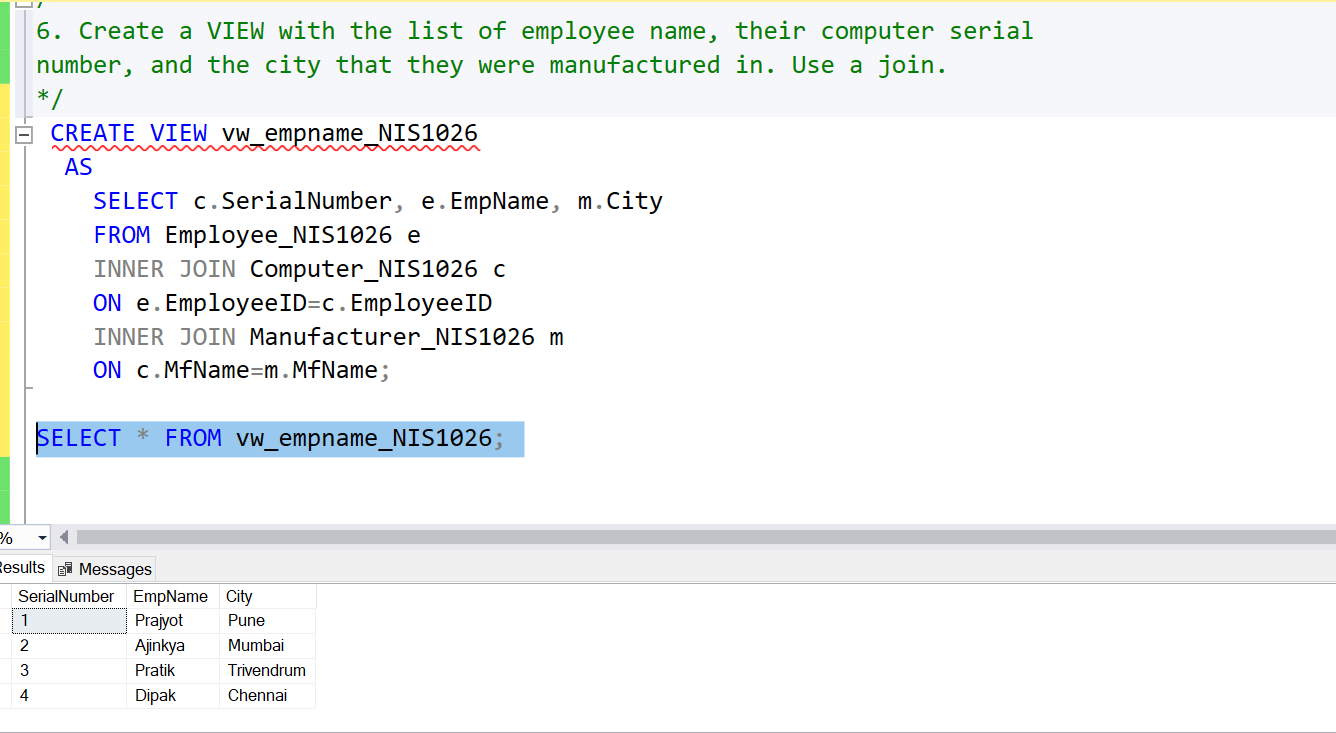 6. Create a VIEW with the list of employee name, their computer serial
number, and the city that they were manufactured in. Use a join.
*/
CREATE VIEW vw_empname_NIS1026
AS
SELECT c.SerialNumber, e.EmpName, m.City
FROM Employee_NIS1026 e
INNER JOIN Computer_NIS1026 c
ON e.EmployeeID=c.EmployeeID
INNER JOIN Manufacturer_NIS1026 m
ON c.MfName=m.MfName;
SELECT * FROM vw_empname_NIS1026;
%
Results Messages
SerialNumber EmpName City
1 Prajyot Pune
2 Ajinkya Mumbai
3 Pratik Trivendrum
4 Dipak Chennai